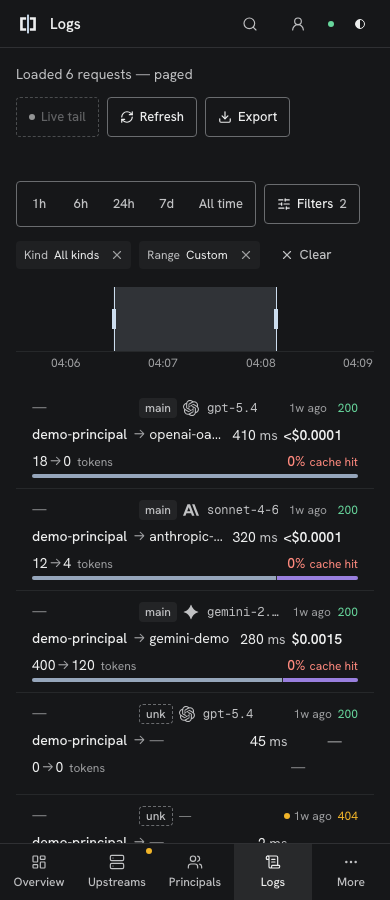 Logs
Loaded 6 requests — paged
Live tail Refresh Export
1h 6h 24h 7d All time Filters 2
Kind All kinds Range Custom Clear
04:06 04:07 04:08 04:09
— main gpt-5.4 1w ago 200
demo-principal → openai-oa... 410 ms <$0.0001
18→0 tokens 0% cache hit
— main sonnet-4-6 1w ago 200
demo-principal → anthropic-... 320 ms <$0.0001
12→4 tokens 0% cache hit
— main gemini-2... 1w ago 200
demo-principal → gemini-demo 280 ms $0.0015
400→120 tokens 0% cache hit
— unk gpt-5.4 1w ago 200
demo-principal → — 45 ms —
0→0 tokens —
— unk — 1w ago 404
demo-principal → — 2 ms —
Overview Upstreams Principals Logs More